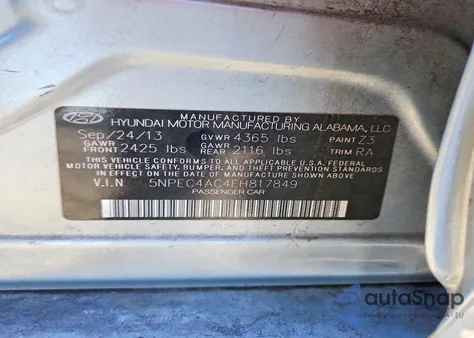 MANUFACTURED BY
HYUNDAI MOTOR MANUFACTURING ALABAMA, LLC
Sep/24/13 GVWR 4365 lbs PAINT Z3
GAWR FRONT 2425 lbs GAWR REAR 2116 lbs TRIM RA
THIS VEHICLE CONFORMS TO ALL APPLICABLE U.S. FEDERAL MOTOR
VEHICLE SAFETY, BUMPER, AND THEFT PREVENTION STANDARDS
IN EFFECT ON THE DATE OF MANUFACTURE SHOWN ABOVE.
V.I.N 5NPEC4AC4EH817849
PASSENGER CAR
autoSnap